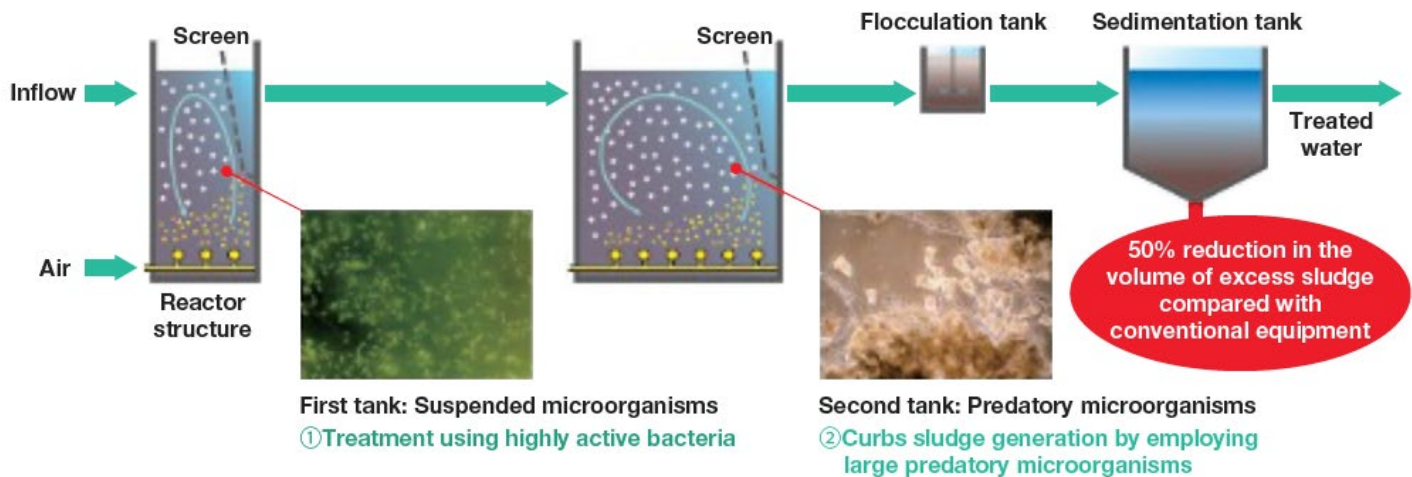 Screen
Screen
Flocculation tank
Sedimentation tank
Inflow
Treated
water
Air
Reactor
structure
50% reduction in the
volume of excess sludge
compared with
conventional equipment
First tank: Suspended microorganisms
①Treatment using highly active bacteria
Second tank: Predatory microorganisms
②Curbs sludge generation by employing
large predatory microorganisms